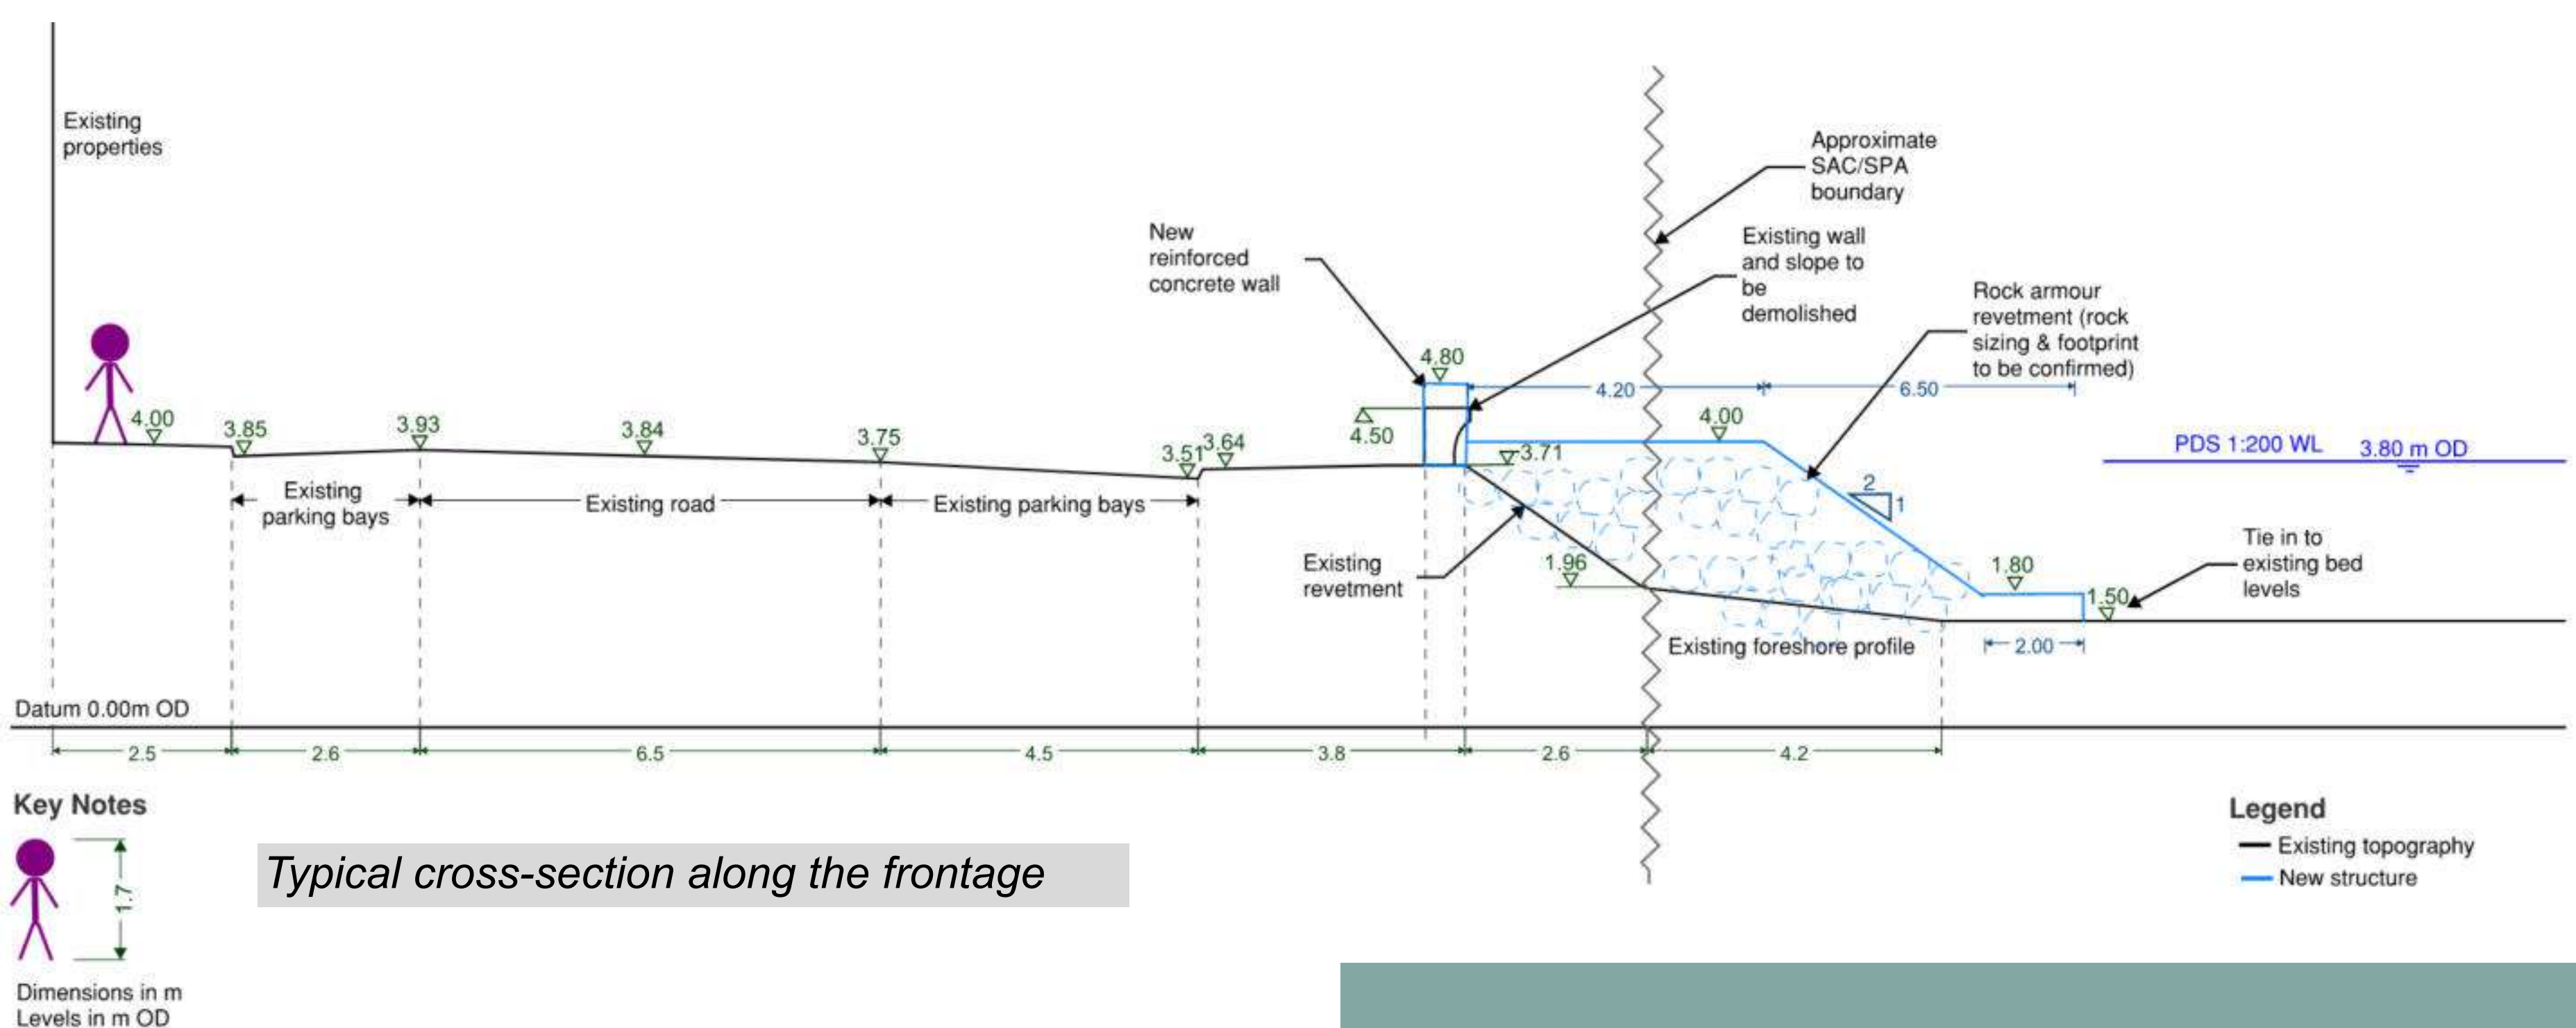 Existing
properties
Approximate
SAC/SPA
boundary
New
reinforced
concrete wall
Existing wall
and slope to
be
demolished
Rock armour
revetment (rock
sizing & footprint
to be confirmed)
4.80
4.20
6.50
4.00
3.85
3.93
3.84
3.75
3.51
3.64
4.50
3.71
4.00
PDS 1:200 WL 3.80 m OD
2
1
Existing
parking bays
Existing road
Existing parking bays
Existing
revetment
1.96
1.80
1.50
Tie in to
existing bed
levels
Existing foreshore profile
2.00
Datum 0.00m OD
2.5
2.6
6.5
4.5
3.8
2.6
4.2
Key Notes
1.7
Dimensions in m
Levels in m OD
Typical cross-section along the frontage
Legend
Existing topography
New structure